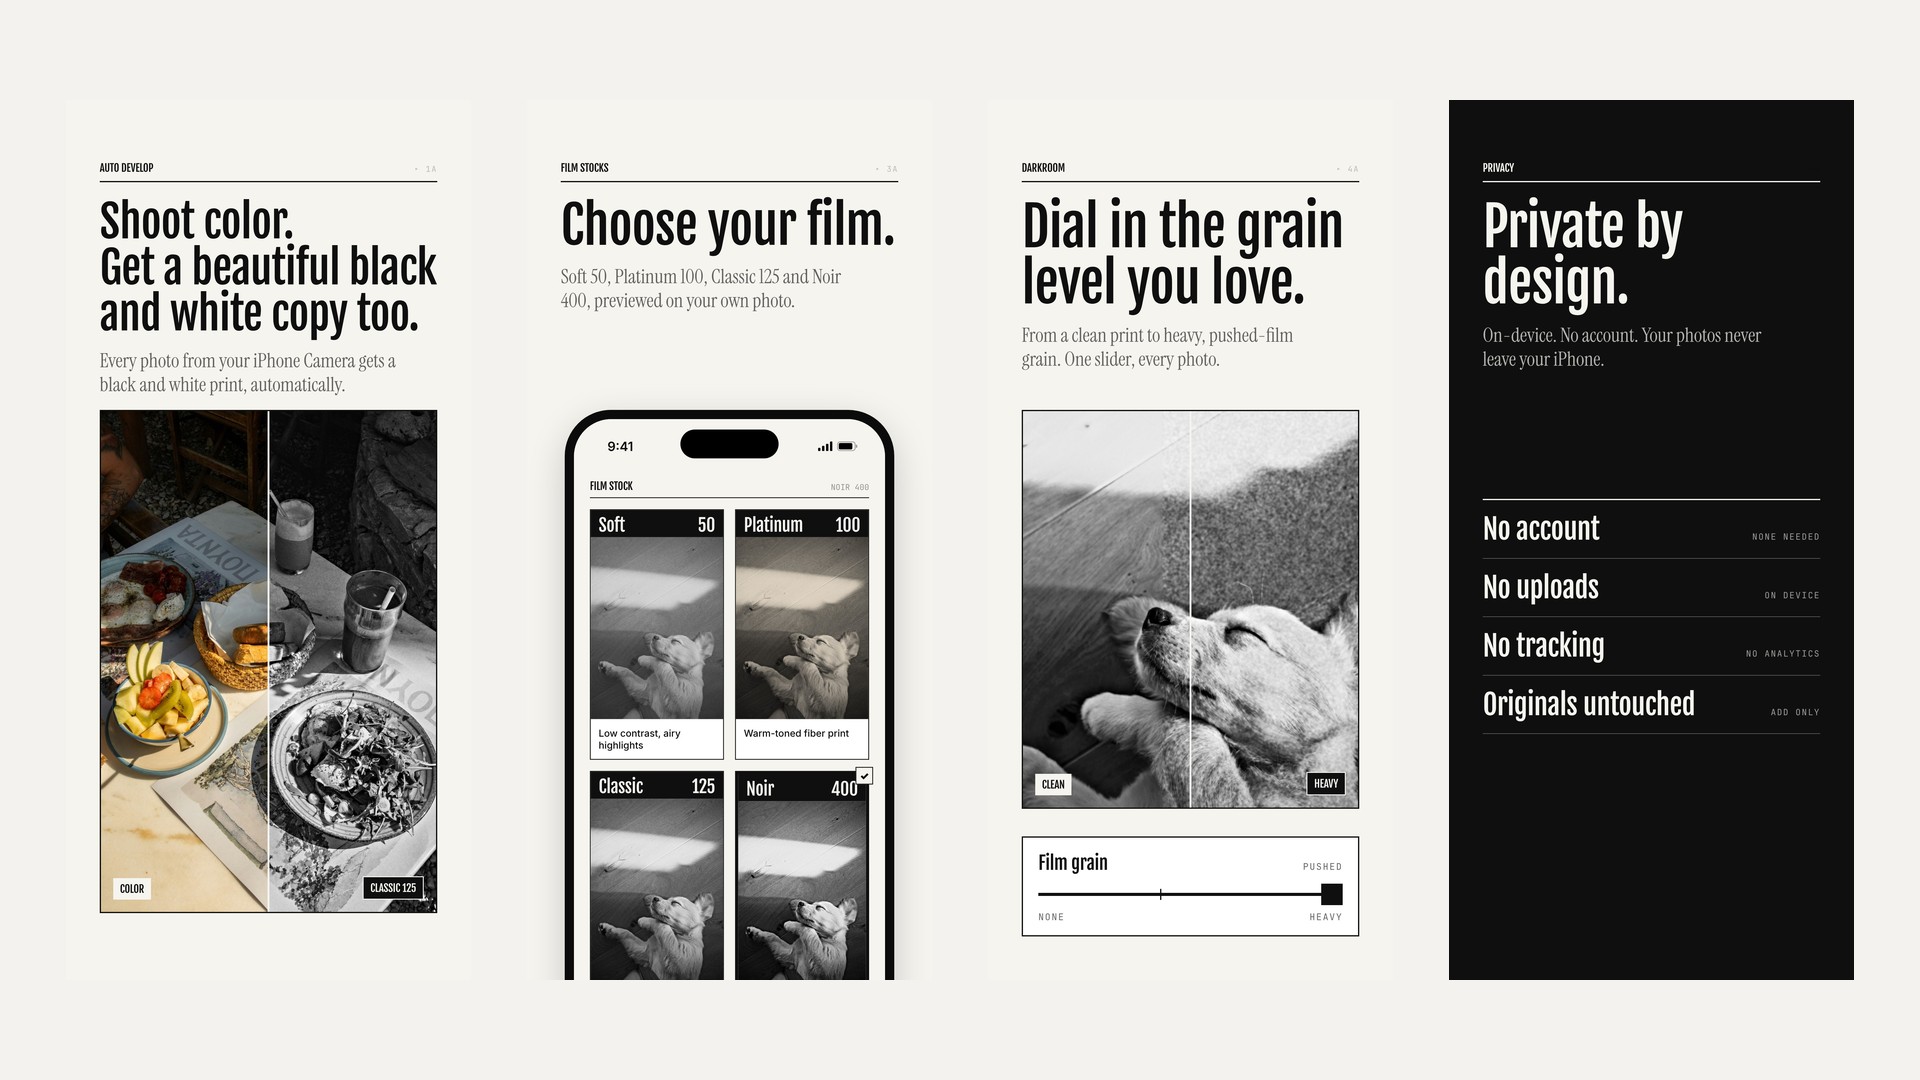 AUTO DEVELOP
• 1A
Shoot color.
Get a beautiful black
and white copy too.
Every photo from your iPhone Camera gets a
black and white print, automatically.
COLOR
CLASSIC 125
FILM STOCKS
• 3A
Choose your film.
Soft 50, Platinum 100, Classic 125 and Noir
400, previewed on your own photo.
9:41
FILM STOCK
NOIR 400
Soft 50
Low contrast, airy
highlights
Platinum 100
Warm-toned fiber print
Classic 125
Noir 400
DARKROOM
• 4A
Dial in the grain
level you love.
From a clean print to heavy, pushed-film
grain. One slider, every photo.
CLEAN
HEAVY
Film grain
PUSHED
NONE
HEAVY
PRIVACY
Private by
design.
On-device. No account. Your photos never
leave your iPhone.
No account
NONE NEEDED
No uploads
ON DEVICE
No tracking
NO ANALYTICS
Originals untouched
ADD ONLY